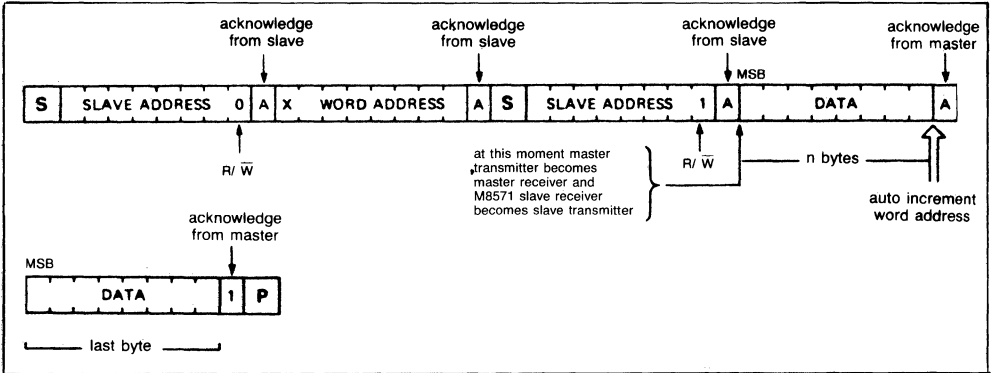 acknowledge
from slave
acknowledge
from slave
acknowledge
from slave
acknowledge
from master
MSB
S SLAVE ADDRESS 0 A X WORD ADDRESS A S SLAVE ADDRESS 1 A DATA A
R/ W̅
at this moment master
transmitter becomes
master receiver and
M8571 slave receiver
becomes slave transmitter
R/ W̅
n bytes
auto increment
word address
acknowledge
from master
MSB
DATA 1 P
last byte